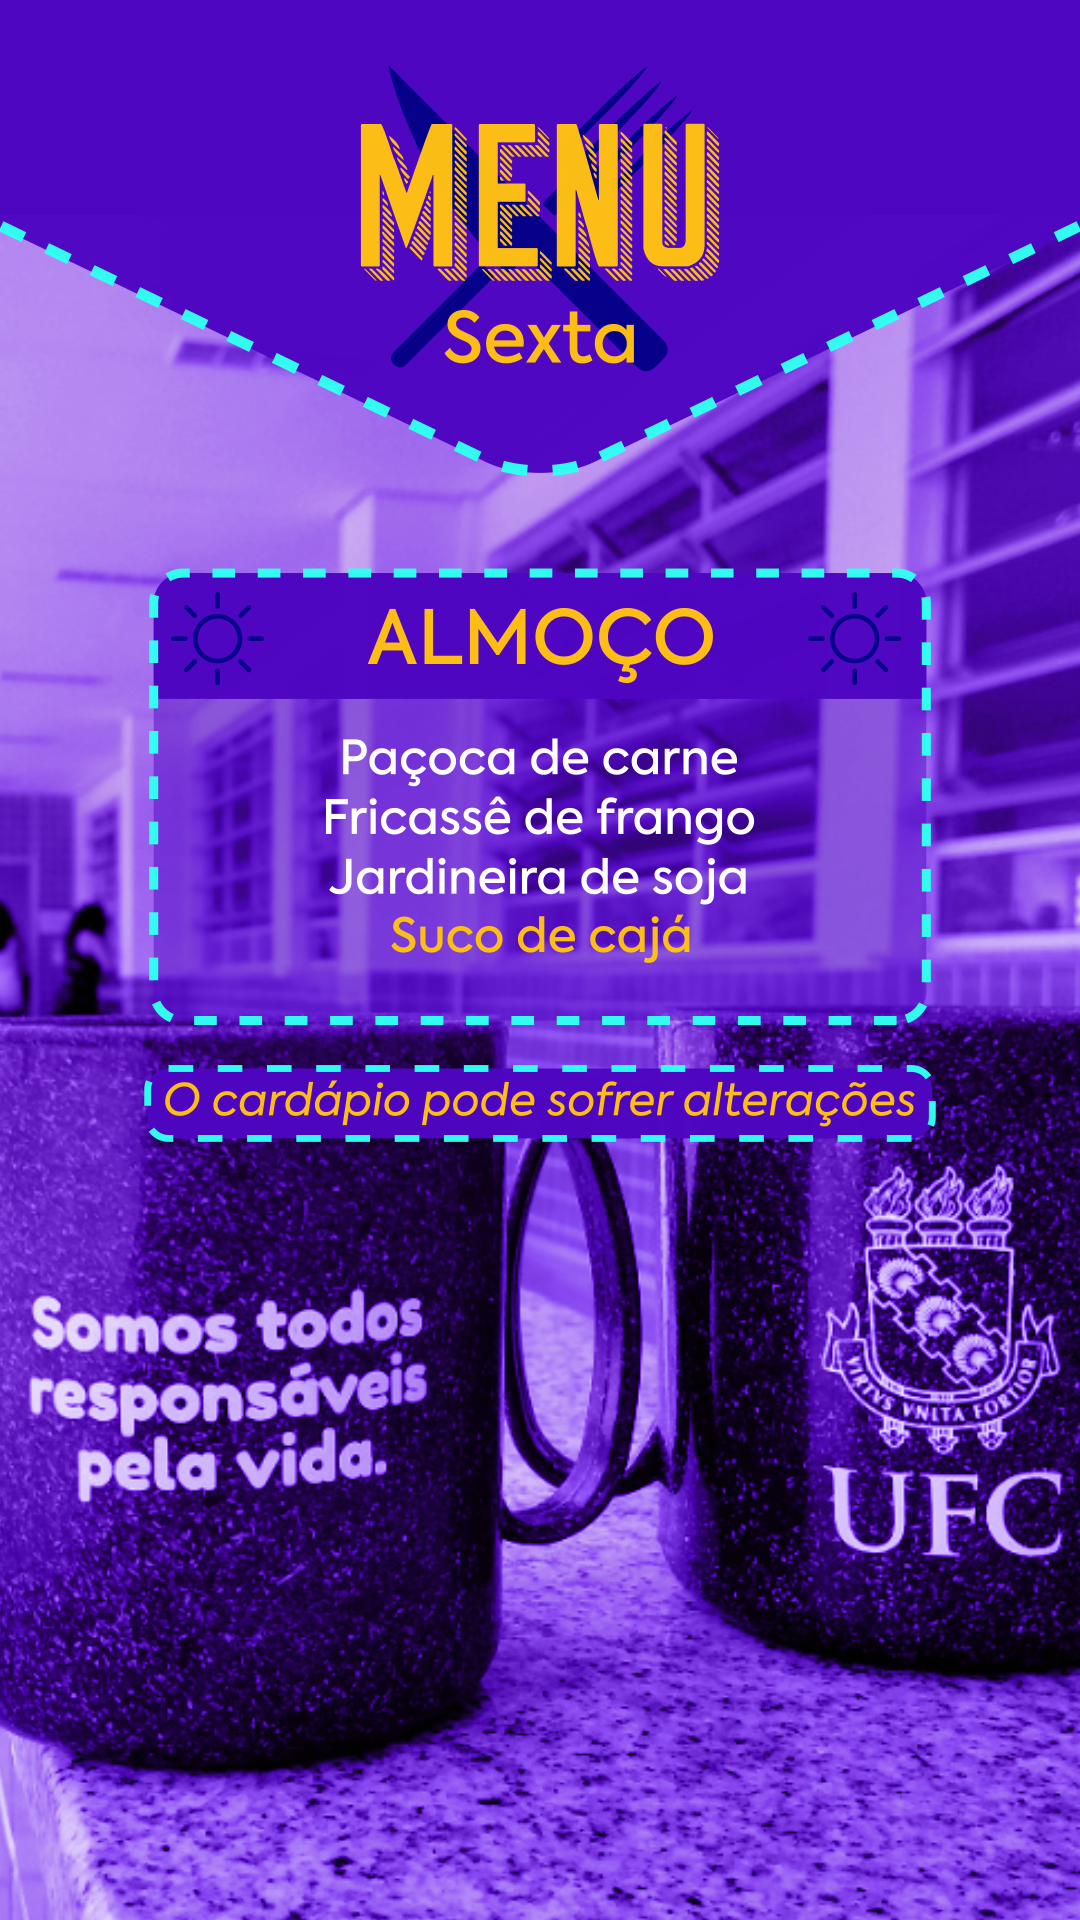 MENU
Sexta
ALMOÇO
Paçoca de carne
Fricassê de frango
Jardineira de soja
Suco de cajá
O cardápio pode sofrer alterações
Somos todos
responsáveis
pela vida.
VIRTVS VNITA FORTIOR
UFC